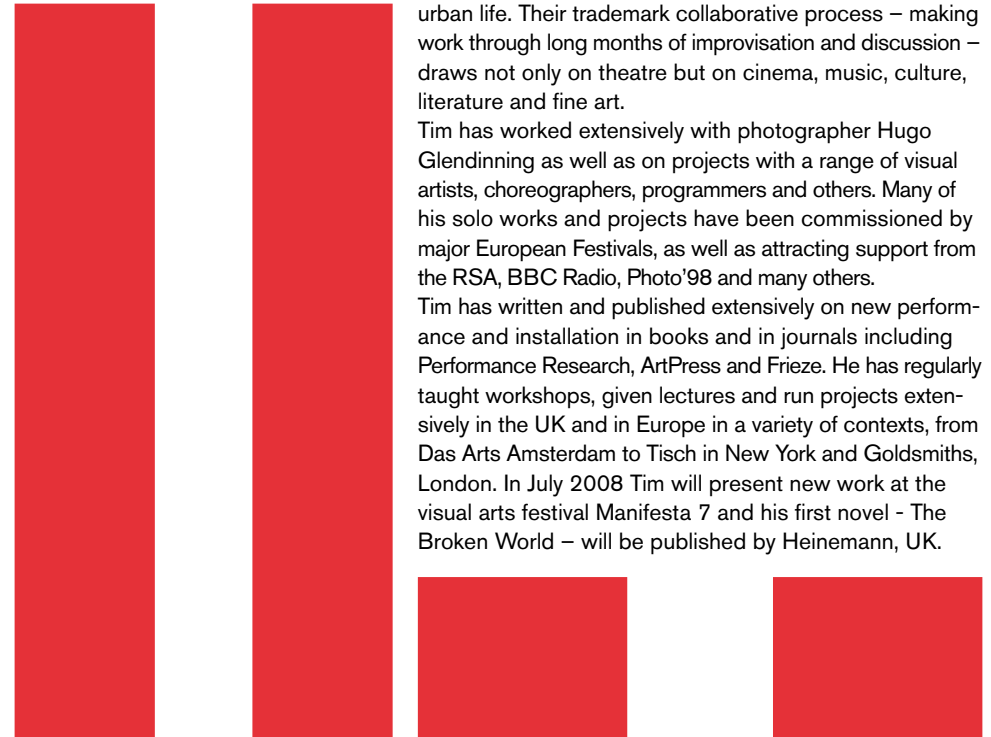 urban life. Their trademark collaborative process – making
work through long months of improvisation and discussion –
draws not only on theatre but on cinema, music, culture,
literature and fine art.
Tim has worked extensively with photographer Hugo
Glendinning as well as on projects with a range of visual
artists, choreographers, programmers and others. Many of
his solo works and projects have been commissioned by
major European Festivals, as well as attracting support from
the RSA, BBC Radio, Photo'98 and many others.
Tim has written and published extensively on new perform-
ance and installation in books and in journals including
Performance Research, ArtPress and Frieze. He has regularly
taught workshops, given lectures and run projects exten-
sively in the UK and in Europe in a variety of contexts, from
Das Arts Amsterdam to Tisch in New York and Goldsmiths,
London. In July 2008 Tim will present new work at the
visual arts festival Manifesta 7 and his first novel - The
Broken World – will be published by Heinemann, UK.